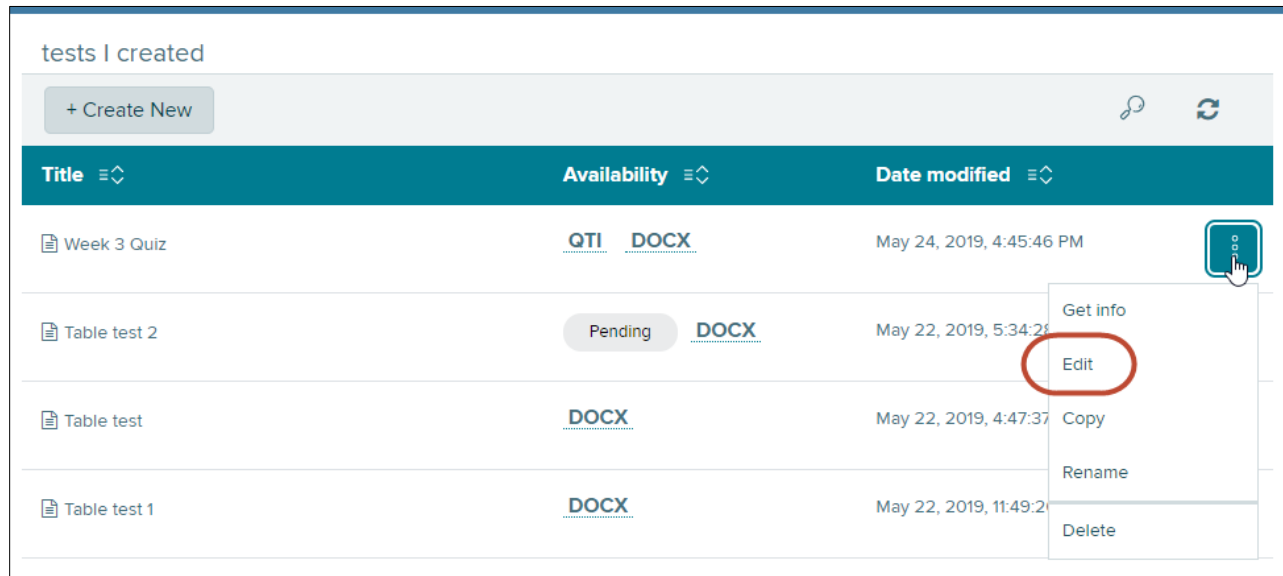 tests I created
+ Create New
Title Availability Date modified
Week 3 Quiz QTI DOCX May 24, 2019, 4:45:46 PM
Get info
Table test 2 Pending DOCX May 22, 2019, 5:34:28
Edit
Table test DOCX May 22, 2019, 4:47:37 Copy
Rename
Table test 1 DOCX May 22, 2019, 11:49:2
Delete